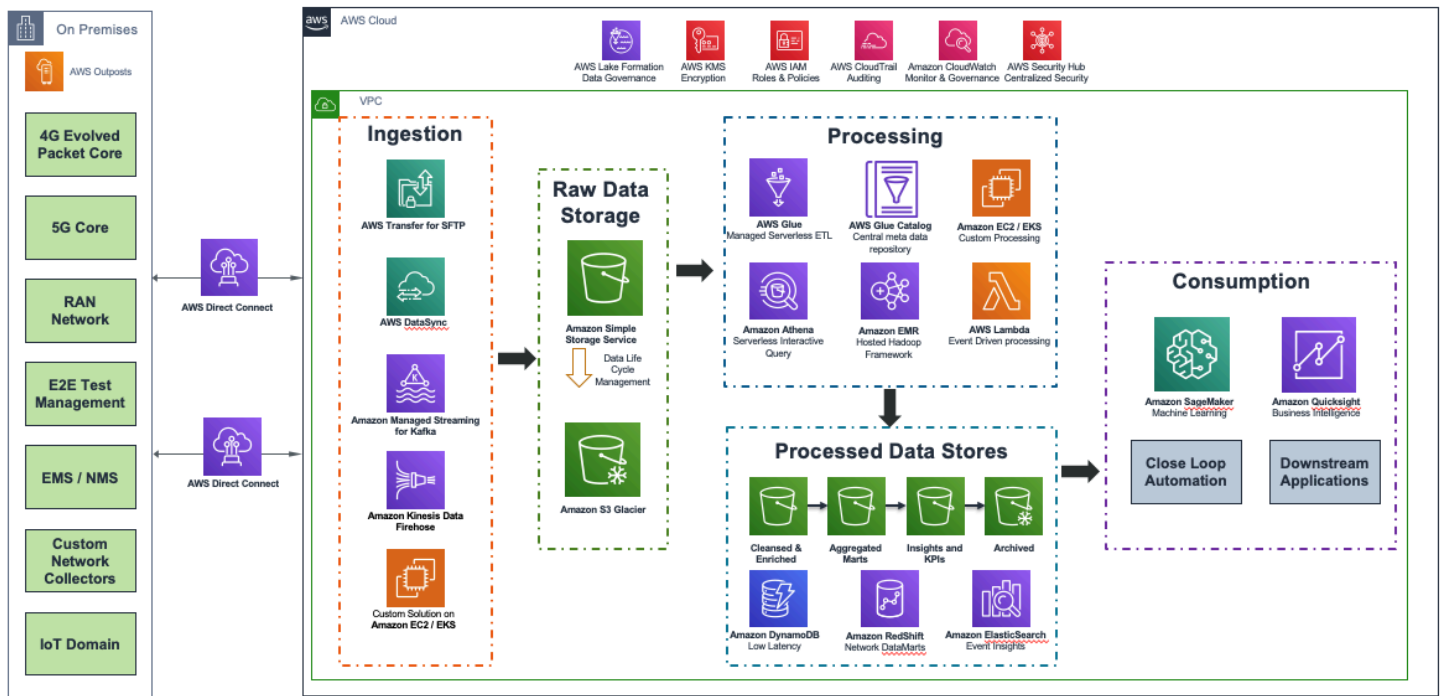 On Premises
AWS Outposts
4G Evolved
Packet Core
5G Core
RAN
Network
E2E Test
Management
EMS / NMS
Custom
Network
Collectors
IoT Domain
AWS Direct Connect
AWS Direct Connect
aws
AWS Cloud
AWS Lake Formation
Data Governance
AWS KMS
Encryption
AWS IAM
Roles & Policies
AWS CloudTrail
Auditing
Amazon CloudWatch
Monitor & Governance
AWS Security Hub
Centralized Security
VPC
Ingestion
AWS Transfer for SFTP
AWS DataSync
K
Amazon Managed Streaming
for Kafka
Amazon Kinesis Data
Firehose
Custom Solution on
Amazon EC2 / EKS
Raw Data
Storage
Amazon Simple
Storage Service
Data Life
Cycle
Management
Amazon S3 Glacier
Processing
AWS Glue
Managed Serverless ETL
AWS Glue Catalog
Central meta data
repository
Amazon EC2 / EKS
Custom Processing
Amazon Athena
Serverless Interactive
Query
Amazon EMR
Hosted Hadoop
Framework
AWS Lambda
Event Driven processing
Processed Data Stores
Cleansed &
Enriched
Aggregated
Marts
Insights and
KPIs
Archived
Amazon DynamoDB
Low Latency
Amazon RedShift
Network DataMarts
Amazon ElasticSearch
Event Insights
Consumption
Amazon SageMaker
Machine Learning
Amazon Quicksight
Business Intelligence
Close Loop
Automation
Downstream
Applications